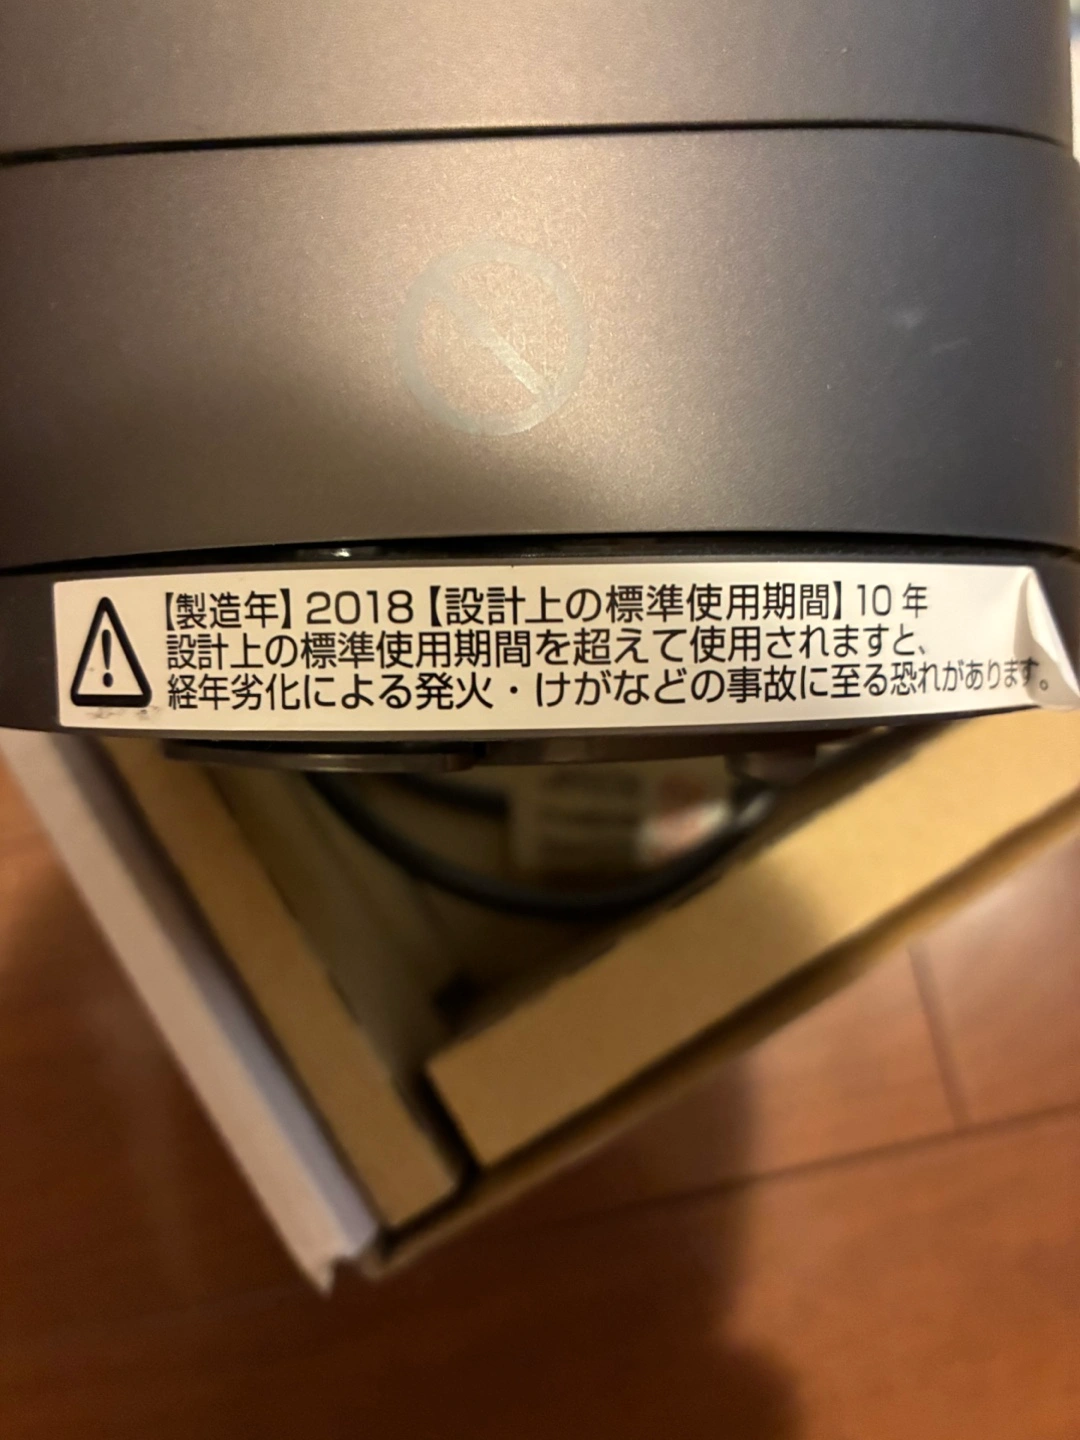 【製造年】2018【設計上の標準使用期間】10年
設計上の標準使用期間を超えて使用されますと、
経年劣化による発火・けがなどの事故に至る恐れがあります。